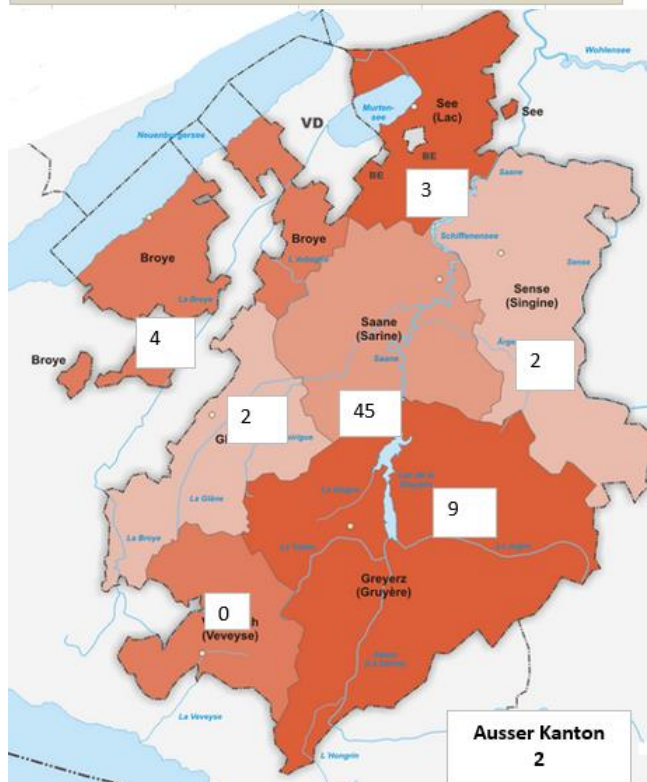 Wohlensee
Murten-
see
See
(Lac)
See
VD
Neuenburgersee
BE
BE
3
Saane
Schiffenensee
Broye
Broye
Sense
(Singine)
Sense
La Broye
Saane
(Sarine)
Broye
4
Saane
2
2
45
La Glâne
9
La Broye
Greyerz
(Gruyère)
0
(Veveyse)
La Veveyse
L'Hongrin
Ausser Kanton
2